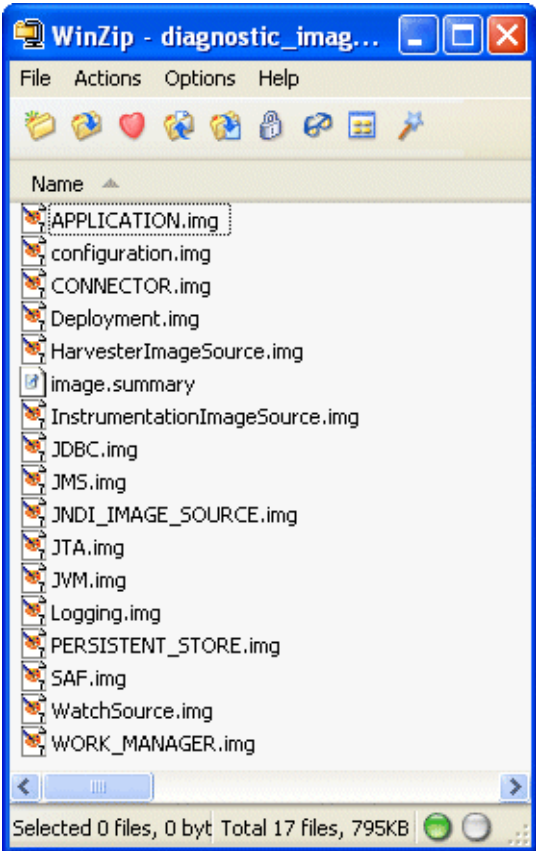 WinZip - diagnostic_imag...
File Actions Options Help
Name
APPLICATION.img
configuration.img
CONNECTOR.img
Deployment.img
HarvesterImageSource.img
image.summary
InstrumentationImageSource.img
JDBC.img
JMS.img
JNDI_IMAGE_SOURCE.img
JTA.img
JVM.img
Logging.img
PERSISTENT_STORE.img
SAF.img
WatchSource.img
WORK_MANAGER.img
Selected 0 files, 0 byt Total 17 files, 795KB